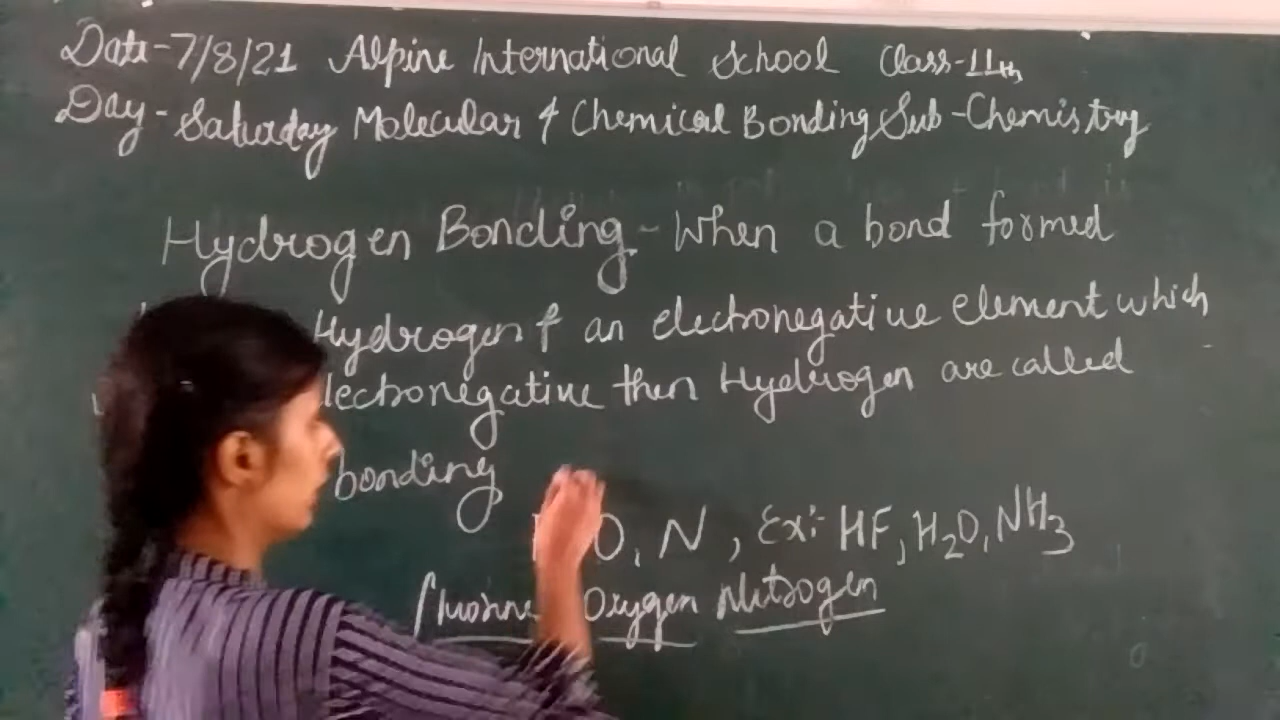 Date-7/8/21 Alpine International School Class-11th
Day-Saturday Molecular & Chemical Bonding Sub-Chemistry
Hydrogen Bonding-When a bond formed
Hydrogen & an electronegative element which
lectronegative then Hydrogen are called
bonding
O, N, Ex:- HF, H2O, NH3
fluorine Oxygen Nitrogen